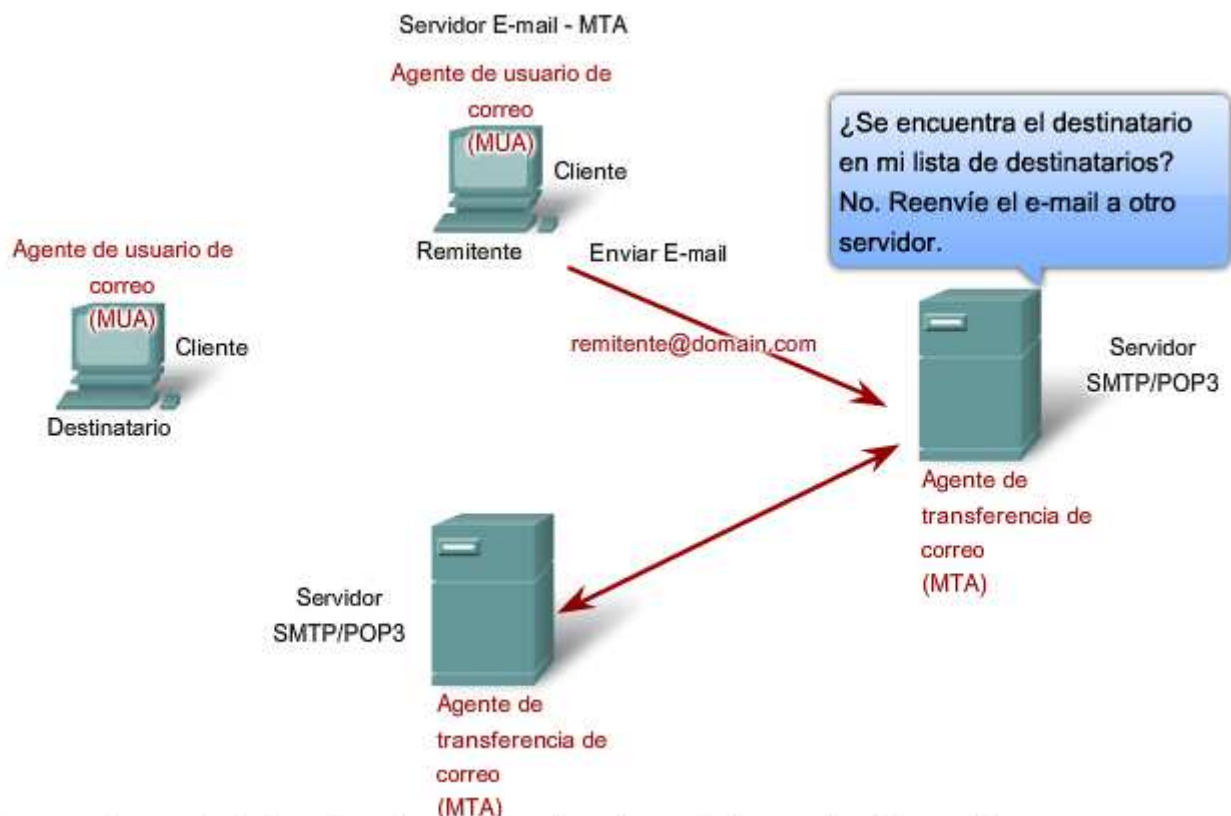 Servidor E-mail - MTA
Agente de usuario de
correo
(MUA)
Cliente
Remitente
Enviar E-mail
remitente@domain.com
¿Se encuentra el destinatario
en mi lista de destinatarios?
No. Reenvíe el e-mail a otro
servidor.
Agente de usuario de
correo
(MUA)
Cliente
Destinatario
Servidor
SMTP/POP3
Agente de
transferencia de
correo
(MTA)
Servidor
SMTP/POP3
Agente de
transferencia de
correo
(MTA)